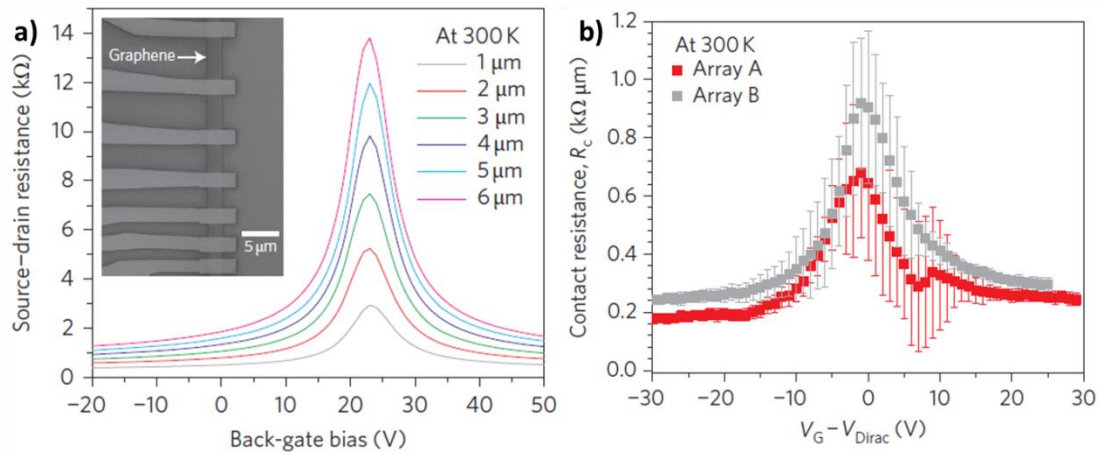 a)
14
12
10
8
6
4
2
0
Source–drain resistance (kΩ)
Graphene
5 µm
At 300 K
1 µm
2 µm
3 µm
4 µm
5 µm
6 µm
−20 −10 0 10 20 30 40 50
Back-gate bias (V)
b)
1.2
1.0
0.8
0.6
0.4
0.2
0.0
Contact resistance, Rc (kΩ µm)
At 300 K
Array A
Array B
−30 −20 −10 0 10 20 30
VG – VDirac (V)